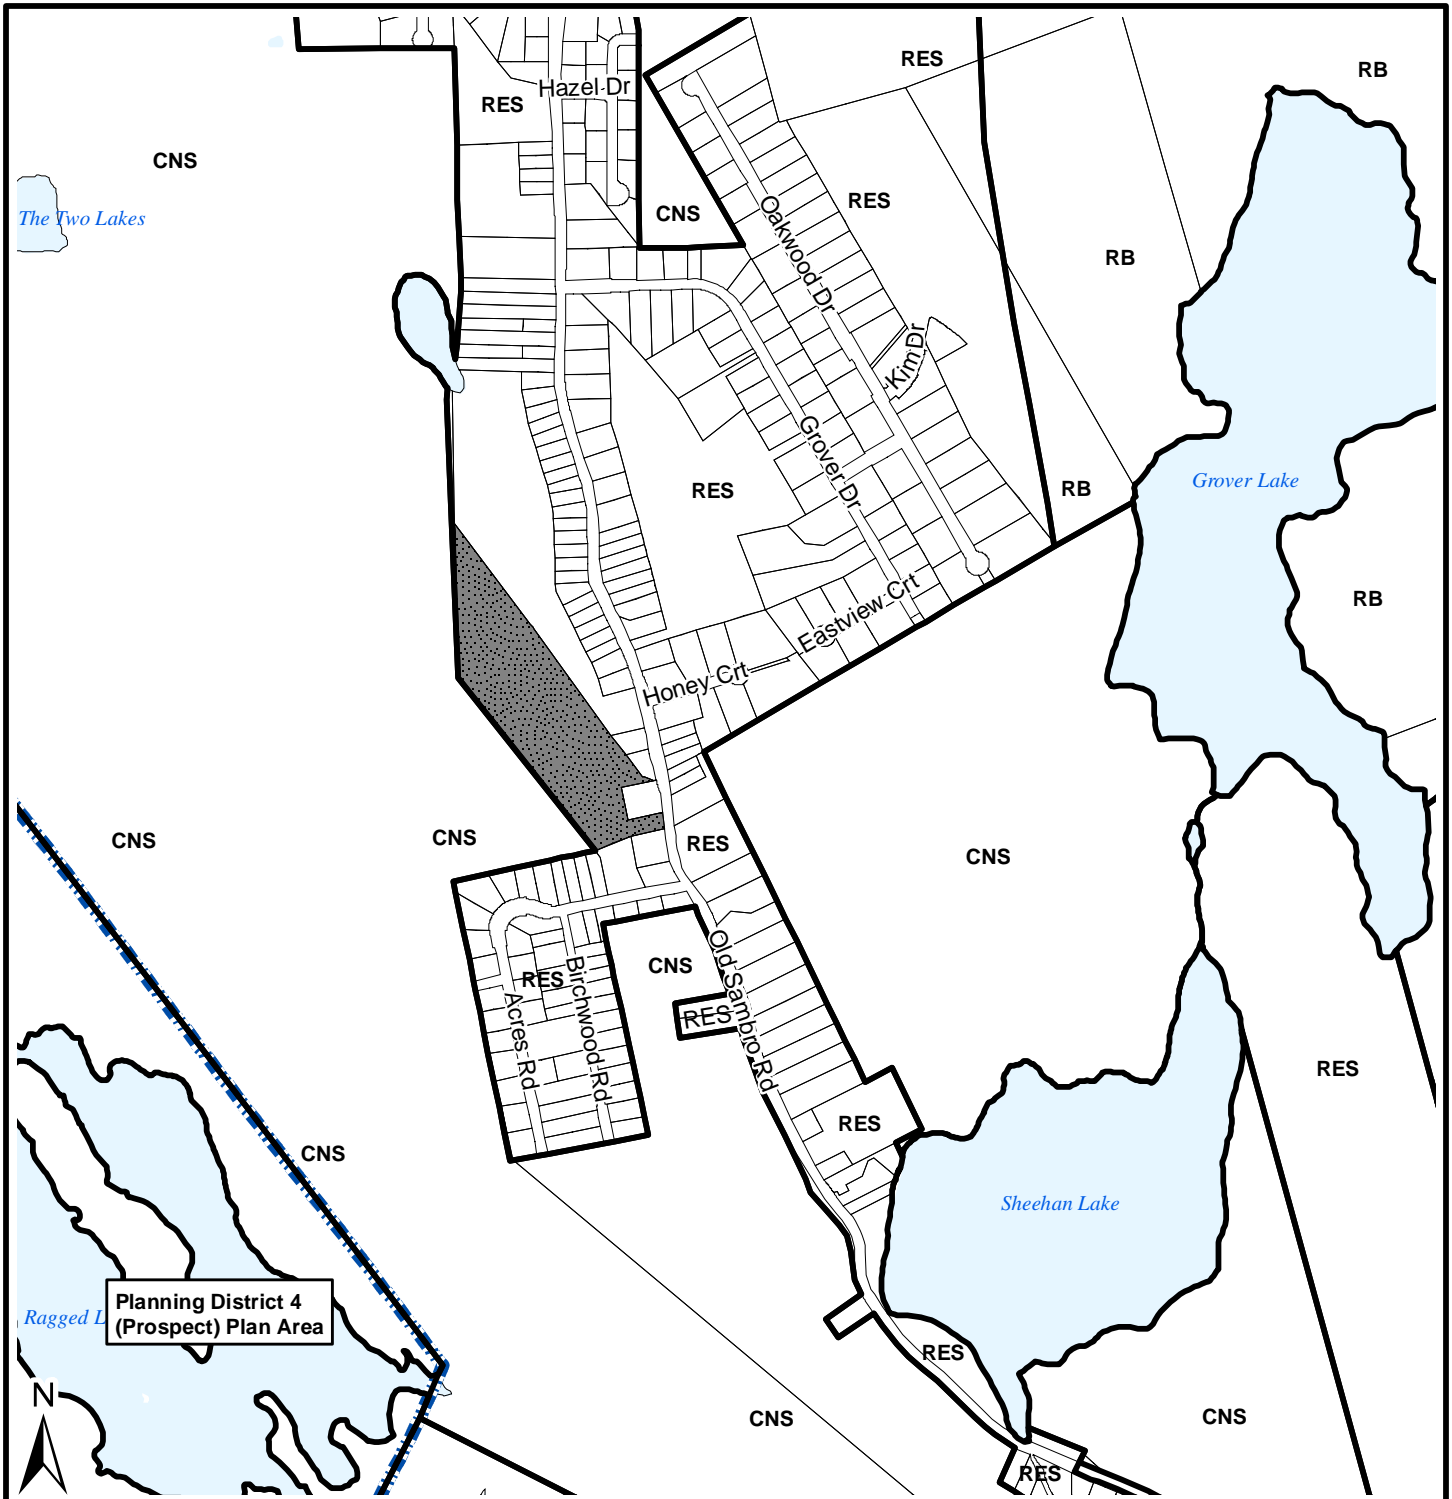 RES
RB
Hazel Dr
RES
CNS
RES
CNS
The Two Lakes
Oakwood Dr
RB
Kim Dr
Grover Dr
Grover Lake
RES
RB
RB
Eastview Crt
Honey Crt
CNS
CNS
RES
CNS
Old Sambro Rd
CNS
RES
Birchwood Rd
Acres Rd
RES
RES
RES
CNS
Sheehan Lake
Planning District 4
(Prospect) Plan Area
Ragged L
RES
N
CNS
CNS
RES